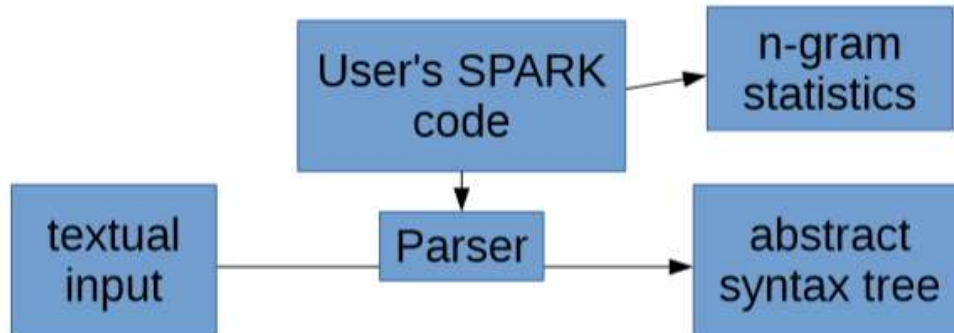 User's SPARK
code
n-gram
statistics
textual
input
Parser
abstract
syntax tree